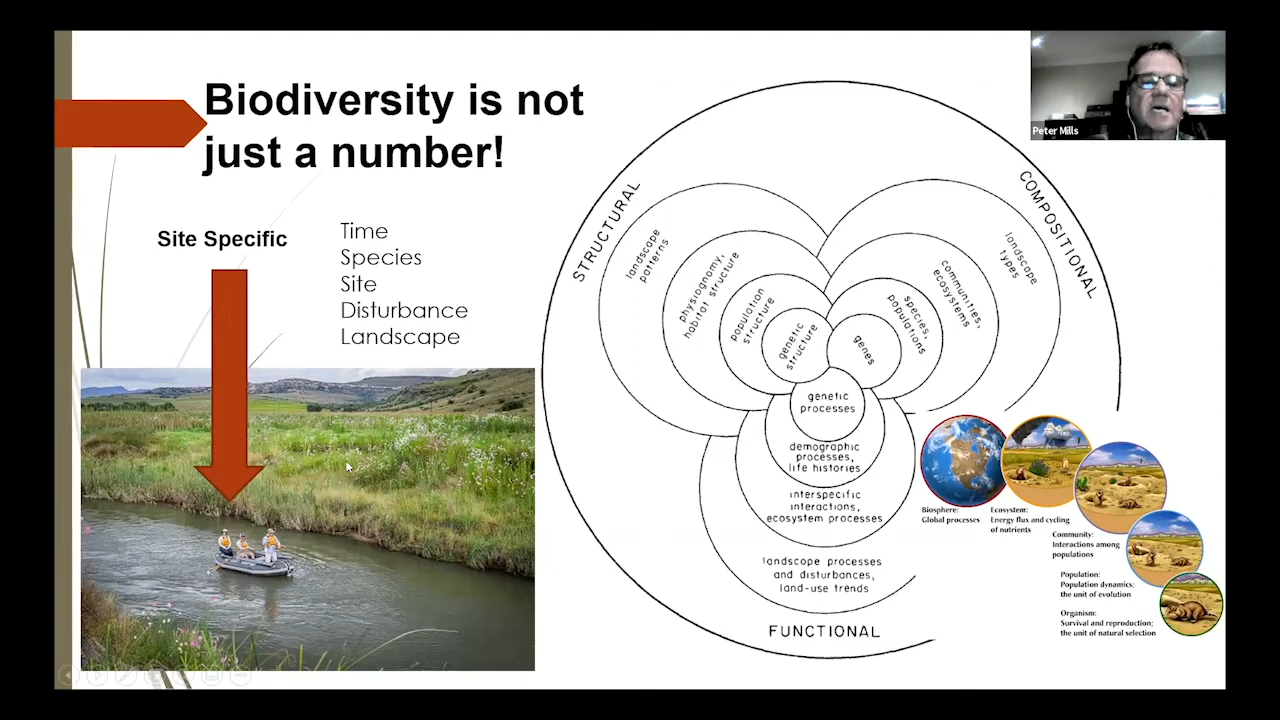 Biodiversity is not
just a number!
Peter Mills
Site Specific
Time
Species
Site
Disturbance
Landscape
STRUCTURAL
landscape
patterns
physiognomy,
habitat structure
population
structure
genetic
structure
COMPOSITIONAL
landscape
types
communities,
ecosystems
species,
populations
genes
genetic
processes
demographic
processes,
life histories
interspecific
interactions,
ecosystem processes
landscape processes
and disturbances,
land-use trends
FUNCTIONAL
Biosphere:
Global processes
Ecosystem:
Energy flux and cycling
of nutrients
Community:
Interactions among
populations
Population:
Population dynamics;
the unit of evolution
Organism:
Survival and reproduction;
the unit of natural selection